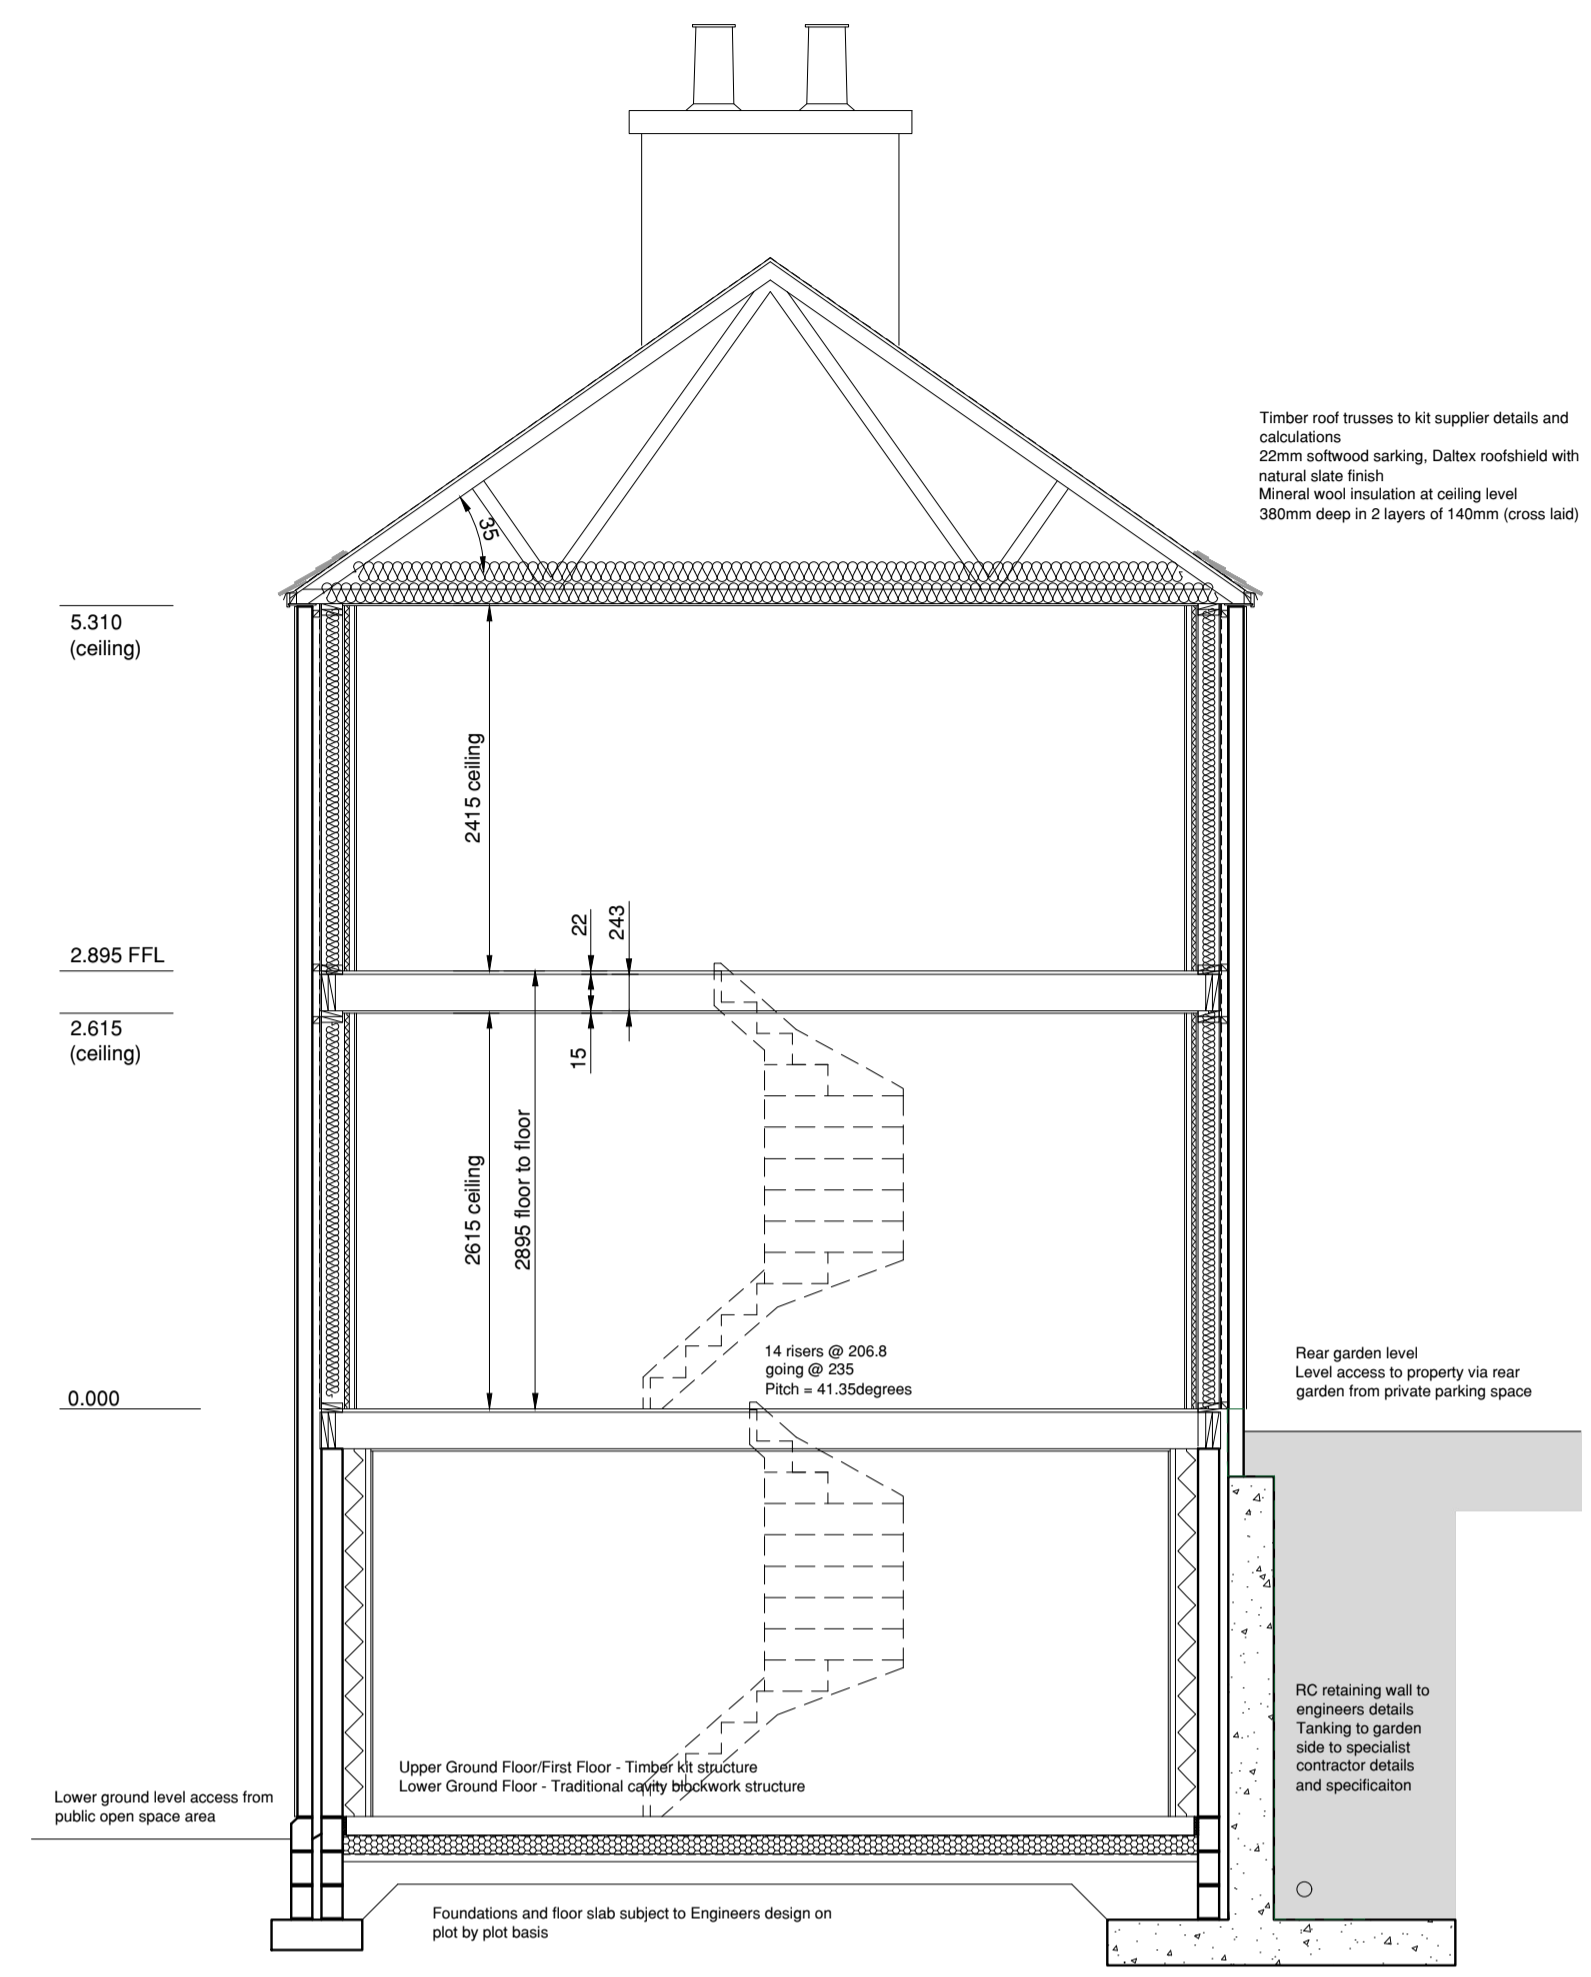 Timber roof trusses to kit supplier details and
calculations
22mm softwood sarking, Daltex roofshield with
natural slate finish
Mineral wool insulation at ceiling level
380mm deep in 2 layers of 140mm (cross laid)
35
5.310
(ceiling)
2415 ceiling
22
243
2.895 FFL
2.615
(ceiling)
15
2615 ceiling
2895 floor to floor
14 risers @ 206.8
going @ 235
Pitch = 41.35degrees
Rear garden level
Level access to property via rear
garden from private parking space
0.000
RC retaining wall to
engineers details
Tanking to garden
side to specialist
contractor details
and specificaiton
Upper Ground Floor/First Floor - Timber kit structure
Lower Ground Floor - Traditional cavity blockwork structure
Lower ground level access from
public open space area
Foundations and floor slab subject to Engineers design on
plot by plot basis